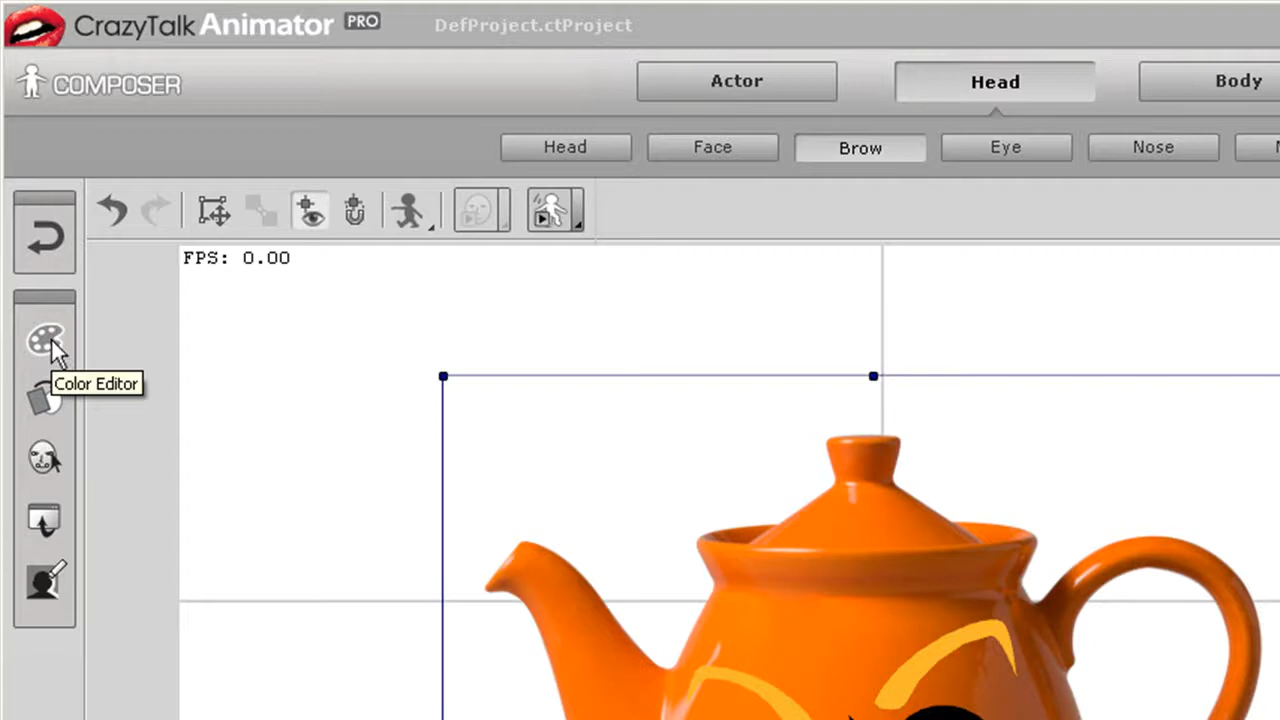 CrazyTalk Animator PRO DefProject.ctProject
COMPOSER Actor Head Body
Head Face Brow Eye Nose
FPS: 0.00
Color Editor